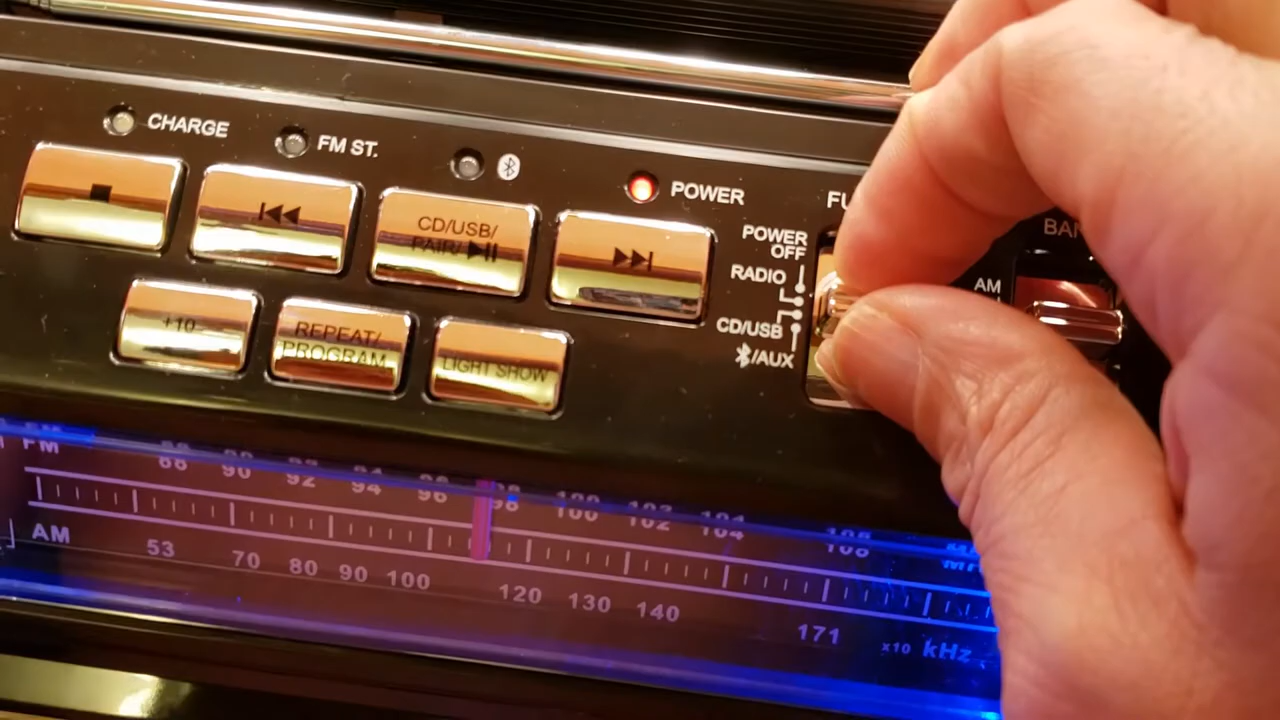 CHARGE
FM ST.
POWER
CD/USB/
PAIR/
+10
REPEAT/
PROGRAM
LIGHT SHOW
FU
POWER
OFF
RADIO
CD/USB
/AUX
BAN
AM
FM 88 90 92 94 96 98 100 102 104 108
AM 53 70 80 90 100 120 130 140 171 x10 kHz